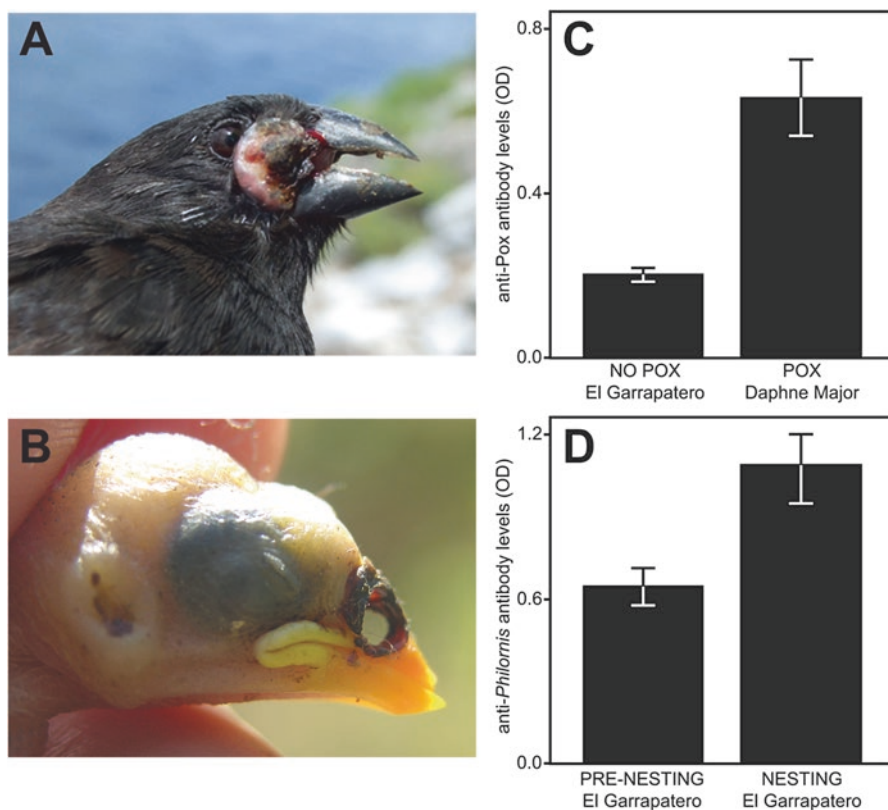 A
B
C
anti-Pox antibody levels (OD)
0.8
0.4
0.0
NO POX
El Garrapatero
POX
Daphne Major
D
anti-Philornis antibody levels (OD)
1.2
0.6
0.0
PRE-NESTING
El Garrapatero
NESTING
El Garrapatero